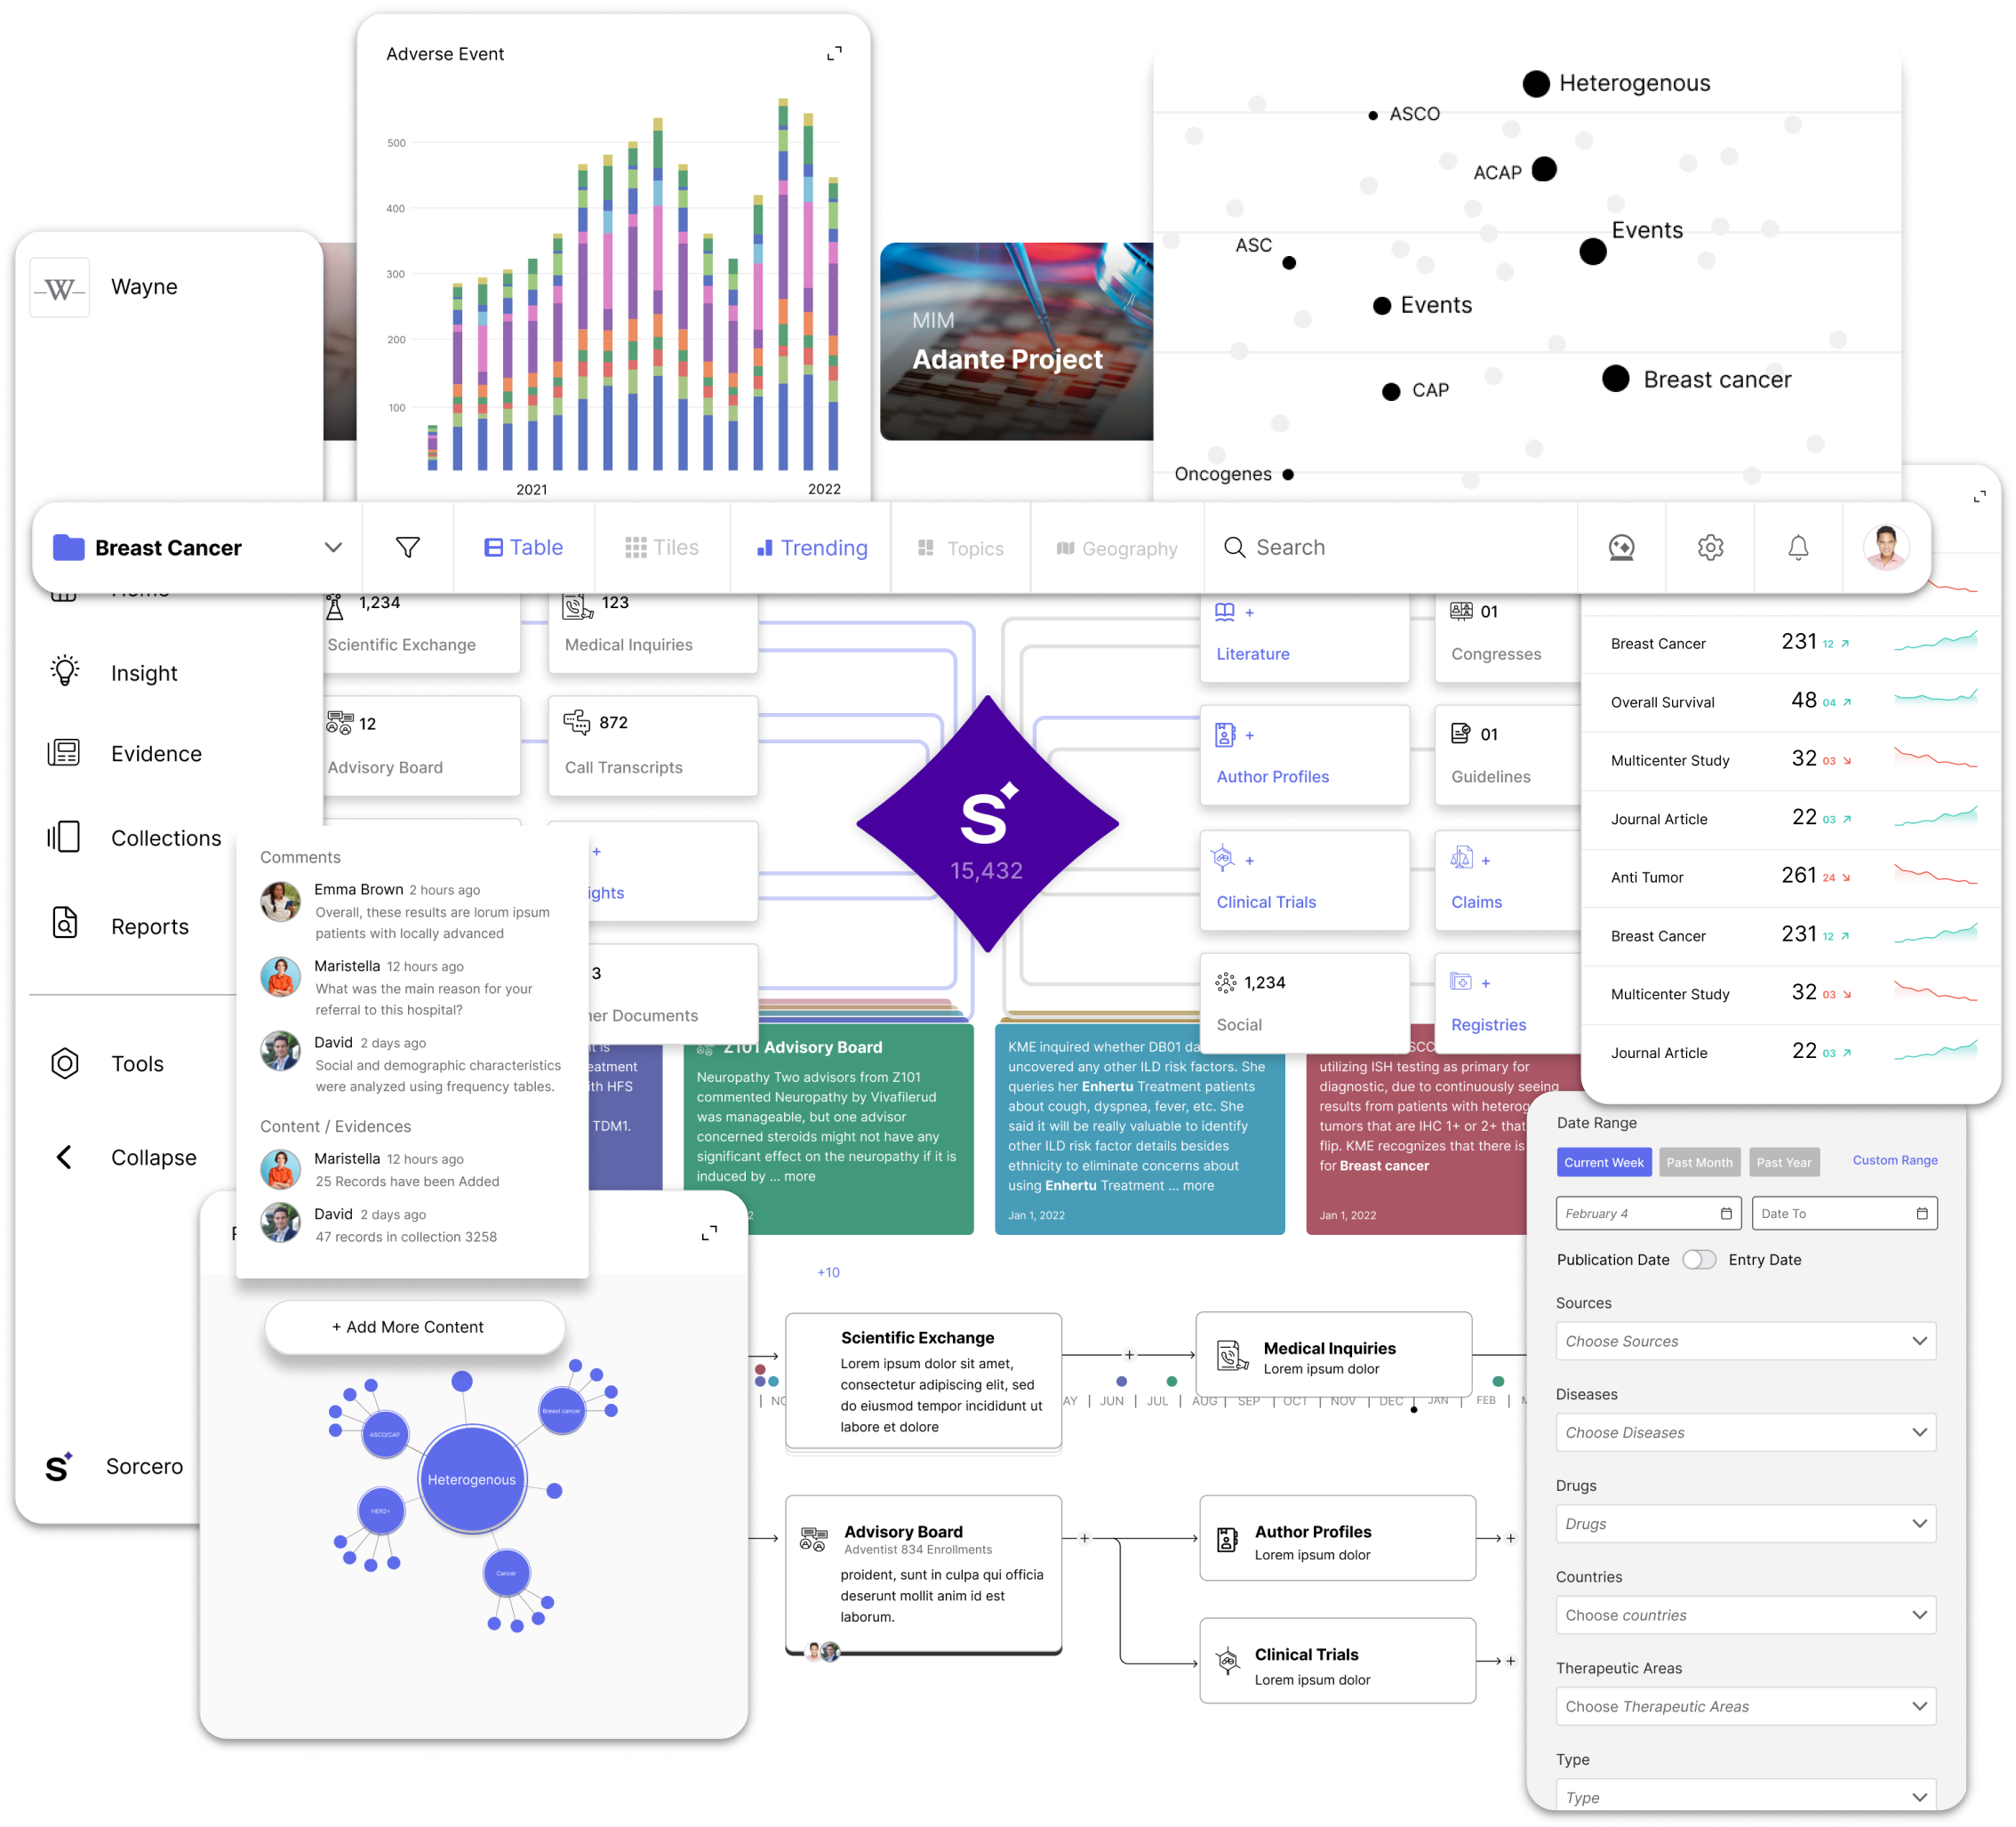 Adverse Event
500
400
300
200
100
2021
2022
Heterogenous
ASCO
ACAP
Events
ASC
Events
CAP
Breast cancer
Oncogenes
W
Wayne
MIM
Adante Project
Breast Cancer
Table
Tiles
Trending
Topics
Geography
Search
Home
Insight
Evidence
Collections
Reports
Tools
Collapse
Sorcero
1,234
Scientific Exchange
123
Medical Inquiries
12
Advisory Board
872
Call Transcripts
+
ights
3
er Documents
S
15,432
+
Literature
01
Congresses
+
Author Profiles
01
Guidelines
+
Clinical Trials
+
Claims
1,234
Social
+
Registries
Breast Cancer 231 12
Overall Survival 48 04
Multicenter Study 32 03
Journal Article 22 03
Anti Tumor 261 24
Breast Cancer 231 12
Multicenter Study 32 03
Journal Article 22 03
Comments
Emma Brown 2 hours ago
Overall, these results are lorum ipsum
patients with locally advanced
Maristella 12 hours ago
What was the main reason for your
referral to this hospital?
David 2 days ago
Social and demographic characteristics
were analyzed using frequency tables.
Content / Evidences
Maristella 12 hours ago
25 Records have been Added
David 2 days ago
47 records in collection 3258
is
eatment
ith HFS
TDM1.
Z101 Advisory Board
Neuropathy Two advisors from Z101
commented Neuropathy by Vivafilerud
was manageable, but one advisor
concerned steroids might not have any
significant effect on the neuropathy if it is
induced by ... more
2
KME inquired whether DB01 da
uncovered any other ILD risk factors. She
queries her Enhertu Treatment patients
about cough, dyspnea, fever, etc. She
said it will be really valuable to identify
other ILD risk factor details besides
ethnicity to eliminate concerns about
using Enhertu Treatment ... more
Jan 1, 2022
SCC
utilizing ISH testing as primary for
diagnostic, due to continuously seeing
results from patients with heterog
tumors that are IHC 1+ or 2+ that
flip. KME recognizes that there is
for Breast cancer
Jan 1, 2022
+10
+ Add More Content
Heterogenous
ASCO/CAP
Breast cancer
HER2+
Cancer
Scientific Exchange
Lorem ipsum dolor sit amet,
consectetur adipiscing elit, sed
do eiusmod tempor incididunt ut
labore et dolore
Medical Inquiries
Lorem ipsum dolor
NO
AY JUN JUL AUG SEP OCT NOV DEC JAN FEB M
Advisory Board
Adventist 834 Enrollments
proident, sunt in culpa qui officia
deserunt mollit anim id est
laborum.
Author Profiles
Lorem ipsum dolor
Clinical Trials
Lorem ipsum dolor
Date Range
Current Week
Past Month
Past Year
Custom Range
February 4
Date To
Publication Date
Entry Date
Sources
Choose Sources
Diseases
Choose Diseases
Drugs
Drugs
Countries
Choose countries
Therapeutic Areas
Choose Therapeutic Areas
Type
Type